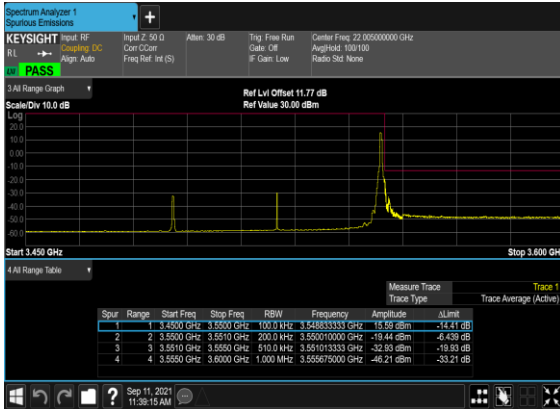 Spectrum Analyzer 1
Spurious Emissions
+
KEYSIGHT Input: RF Input Z: 50 Ω Atten: 30 dB Trig: Free Run Center Freq: 22.005000000 GHz
RL Coupling: DC Corr CCorr Gate: Off Avg|Hold: 100/100
Align: Auto Freq Ref: Int (S) IF Gain: Low Radio Std: None
PASS
3 All Range Graph Ref Lvl Offset 11.77 dB
Scale/Div 10.0 dB Ref Value 30.00 dBm
Log
20.0
10.0
0.00
-10.0
-20.0
-30.0
-40.0
-50.0
-60.0
Start 3.450 GHz Stop 3.600 GH
4 All Range Table
Measure Trace Trace 1
Trace Type Trace Average (Active)
Spur Range Start Freq Stop Freq RBW Frequency Amplitude ΔLimit
1 1 3.4500 GHz 3.5500 GHz 100.0 kHz 3.548833333 GHz 15.59 dBm -14.41 dB
2 2 3.5500 GHz 3.5510 GHz 200.0 kHz 3.550010000 GHz -19.44 dBm -6.439 dB
3 3 3.5510 GHz 3.5550 GHz 510.0 kHz 3.551013333 GHz -32.93 dBm -19.93 dB
4 4 3.5550 GHz 3.6000 GHz 1.000 MHz 3.555675000 GHz -46.21 dBm -33.21 dB
? Sep 11, 2021
11:39:15 AM